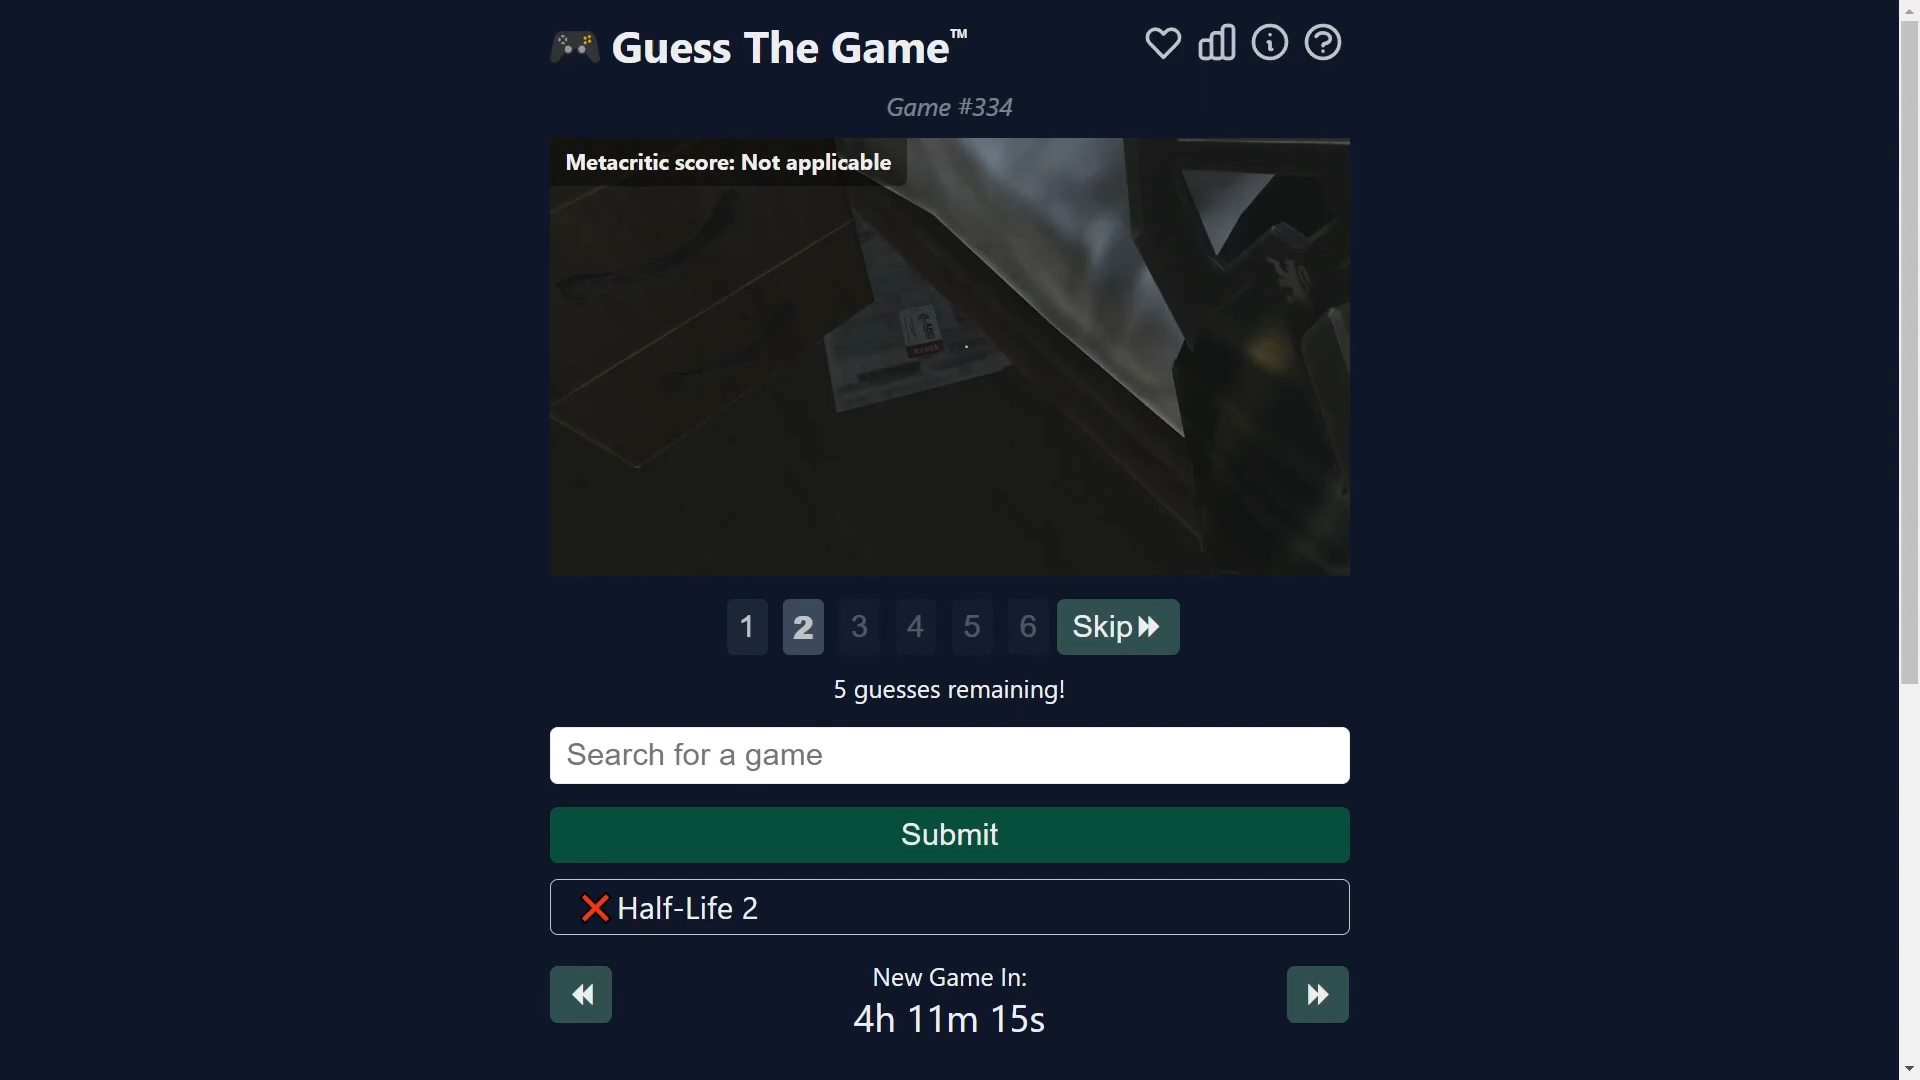 Guess The Game™
Game #334
Metacritic score: Not applicable
1 2 3 4 5 6 Skip
5 guesses remaining!
Search for a game
Submit
Half-Life 2
New Game In:
4h 11m 15s